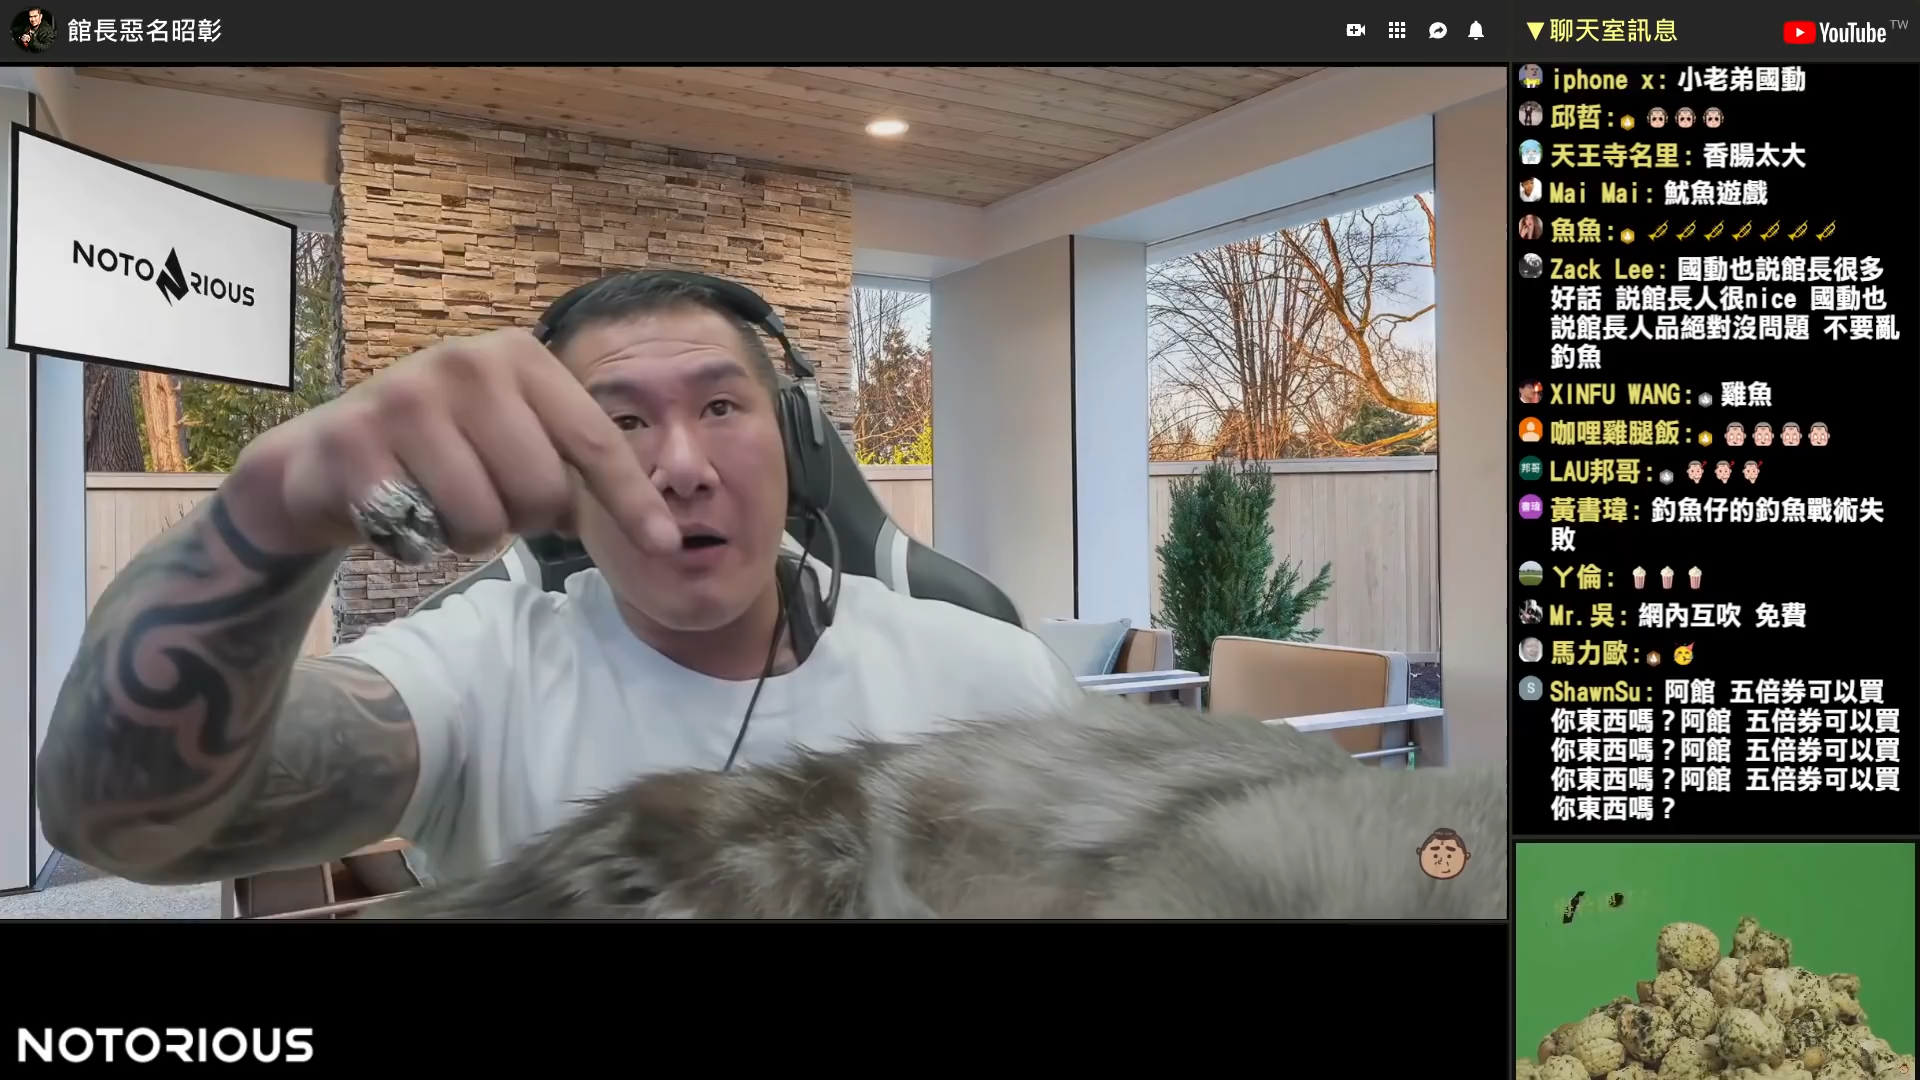 館長惡名昭彰
▼聊天室訊息
YouTube TW
NOTORIOUS
iphone x: 小老弟國動
邱哲:
天王寺名里: 香腸太大
Mai Mai: 魷魚遊戲
魚魚:
Zack Lee: 國動也説館長很多
好話 説館長人很nice 國動也
説館長人品絕對沒問題 不要亂
釣魚
XINFU WANG: 雞魚
咖哩雞腿飯:
邦哥
LAU邦哥:
書瑋
黃書瑋: 釣魚仔的釣魚戰術失
敗
丫倫:
Mr.吳: 網內互吹 免費
馬力歐:
S
ShawnSu: 阿館 五倍券可以買
你東西嗎？阿館 五倍券可以買
你東西嗎？阿館 五倍券可以買
你東西嗎？阿館 五倍券可以買
你東西嗎？
NOTORIOUS